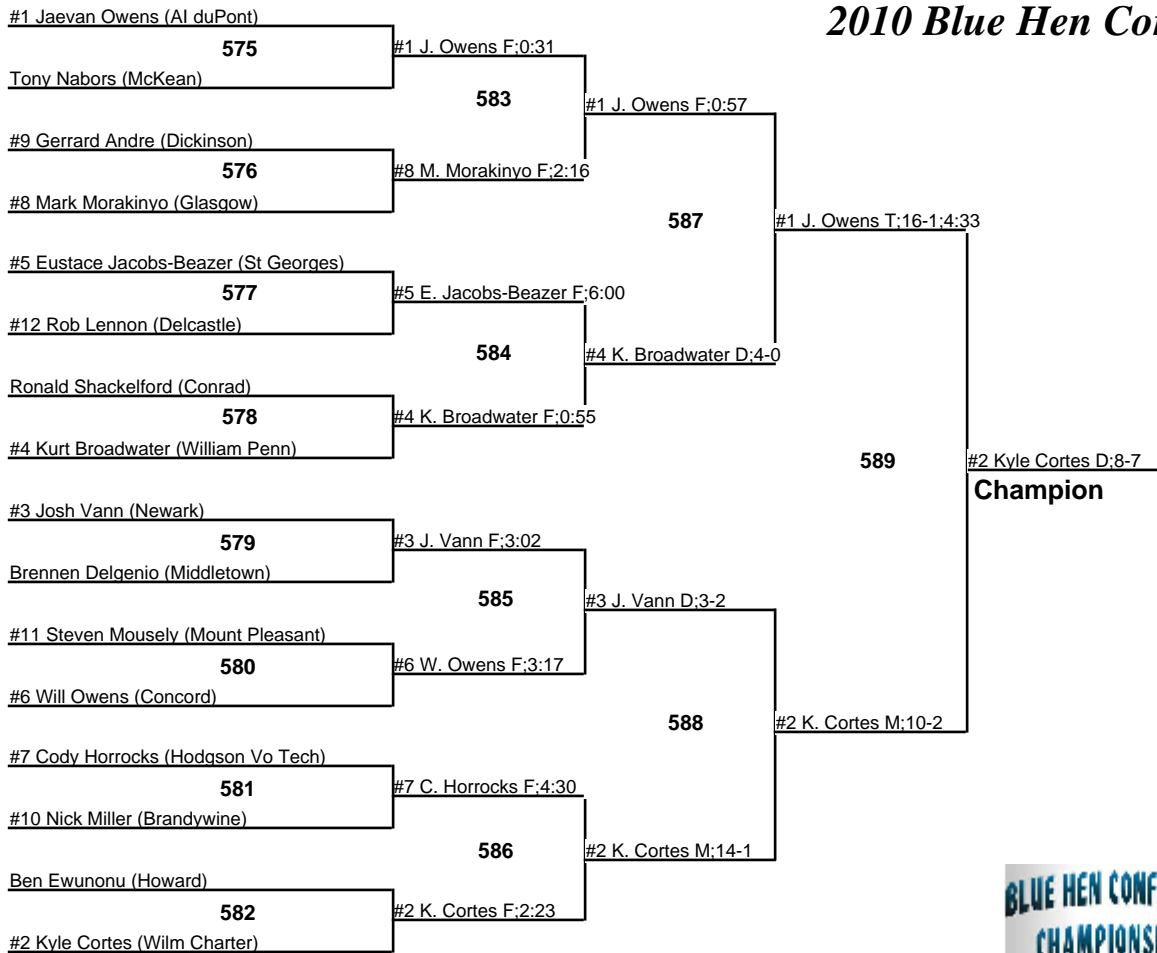 2010 Blue Hen
#1 Jaevan Owens (AI duPont)
575
Tony Nabors (McKean)
#1 J. Owens F;0:31
583
#9 Gerrard Andre (Dickinson)
576
#8 Mark Morakinyo (Glasgow)
#8 M. Morakinyo F;2:16
#1 J. Owens F;0:57
587
#5 Eustace Jacobs-Beazer (St Georges)
577
#12 Rob Lennon (Delcastle)
#5 E. Jacobs-Beazer F;6:00
584
Ronald Shackelford (Conrad)
578
#4 Kurt Broadwater (William Penn)
#4 K. Broadwater F;0:55
#4 K. Broadwater D;4-0
#1 J. Owens T;16-1;4:33
589
#2 Kyle Cortes D;8-7
Champion
#3 Josh Vann (Newark)
579
Brennen Delgenio (Middletown)
#3 J. Vann F;3:02
585
#11 Steven Mousely (Mount Pleasant)
580
#6 Will Owens (Concord)
#6 W. Owens F;3:17
#3 J. Vann D;3-2
588
#2 K. Cortes M;10-2
#7 Cody Horrocks (Hodgson Vo Tech)
581
#10 Nick Miller (Brandywine)
#7 C. Horrocks F;4:30
586
#2 K. Cortes M;14-1
Ben Ewunonu (Howard)
582
#2 Kyle Cortes (Wilm Charter)
#2 K. Cortes F;2:23
BLUE HEN